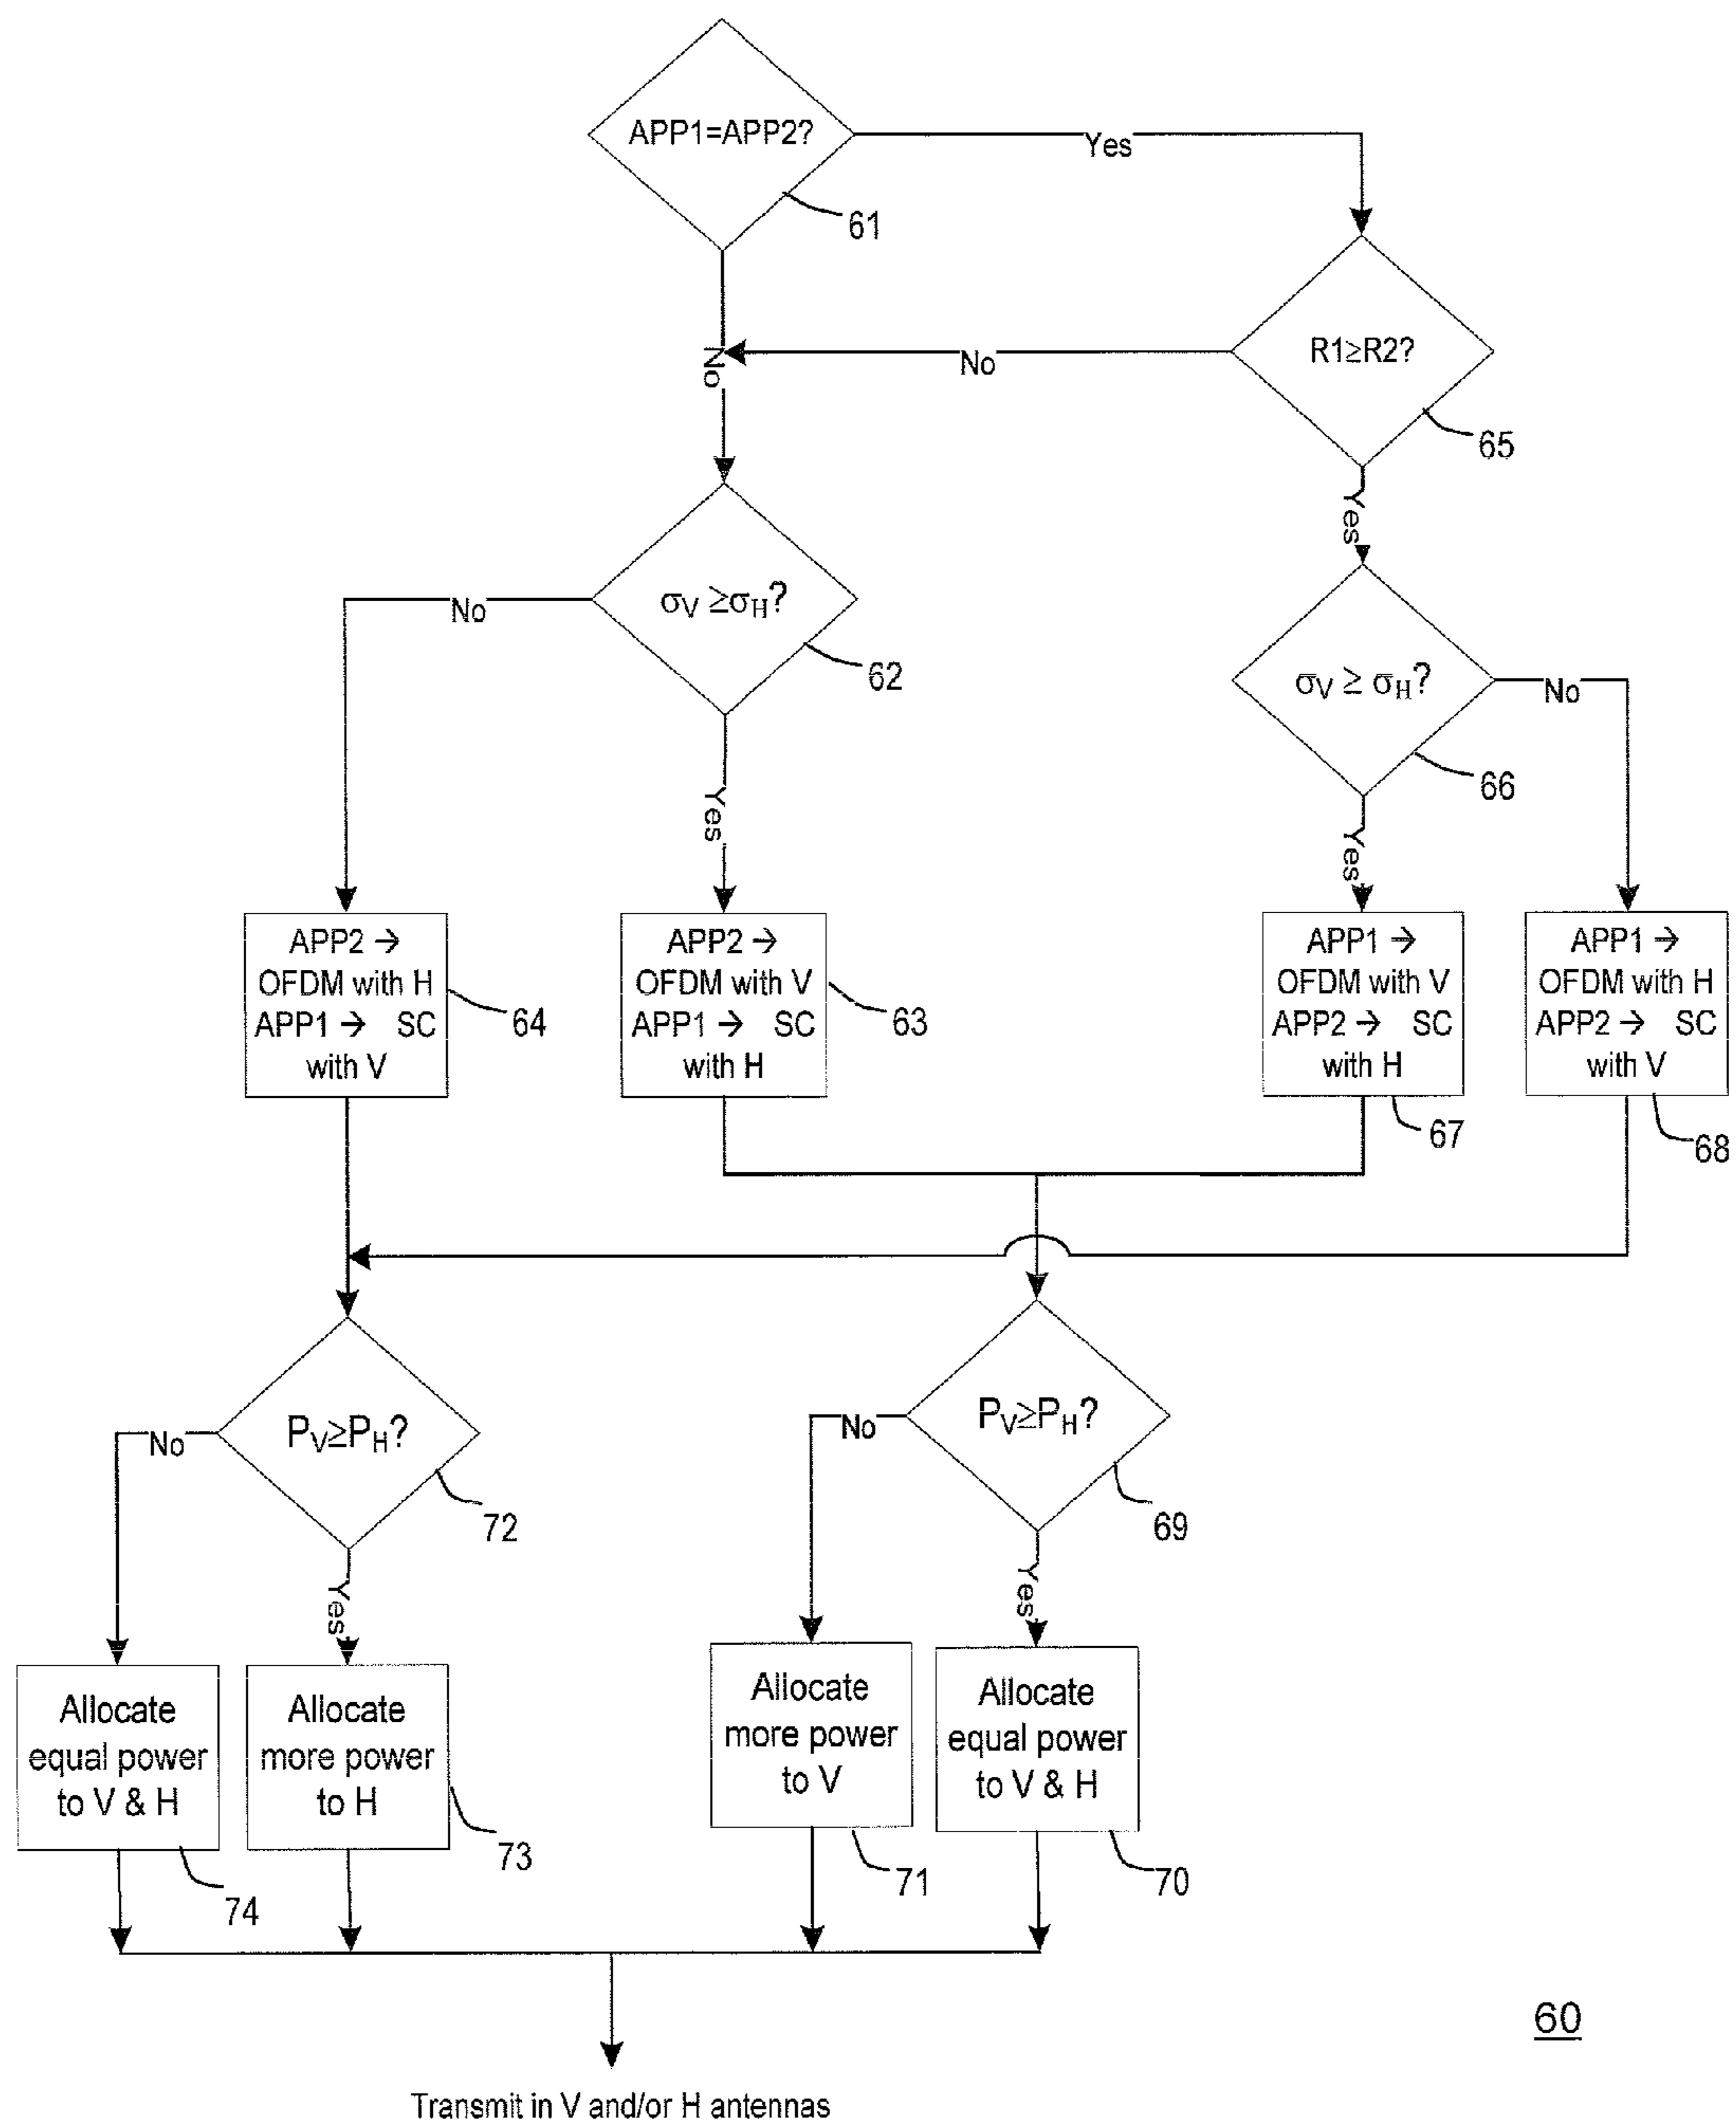 APP1=APP2?
61
Yes
R1≥R2?
65
No
No
Yes
σV ≥σH?
62
No
Yes
σV ≥ σH?
66
No
Yes
APP2 →
OFDM with H
APP1 → SC
with V
64
APP2 →
OFDM with V
APP1 → SC
with H
63
APP1 →
OFDM with V
APP2 → SC
with H
67
APP1 →
OFDM with H
APP2 → SC
with V
68
PV≥PH?
72
No
Yes
PV≥PH?
69
No
Yes
Allocate
equal power
to V & H
74
Allocate
more power
to H
73
Allocate
more power
to V
71
Allocate
equal power
to V & H
70
60
Transmit in V and/or H antennas